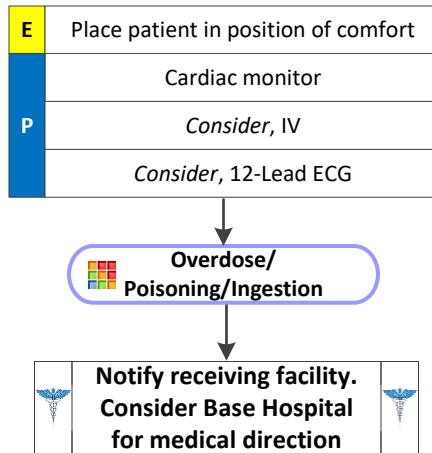 E Place patient in position of comfort
P
Cardiac monitor
Consider, IV
Consider, 12-Lead ECG
Overdose/
Poisoning/Ingestion
Notify receiving facility.
Consider Base Hospital
for medical direction